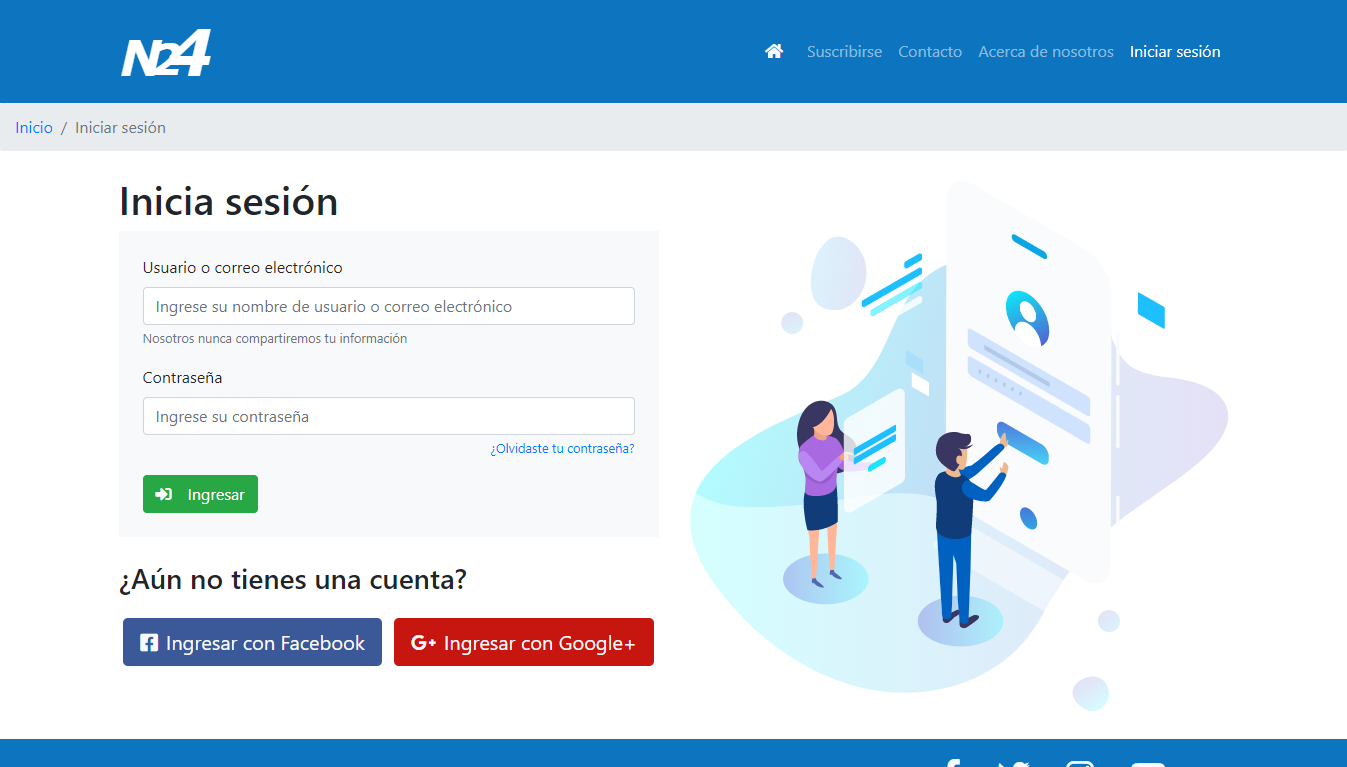 N24
Suscribirse Contacto Acerca de nosotros Iniciar sesión
Inicio / Iniciar sesión
Inicia sesión
Usuario o correo electrónico
Ingrese su nombre de usuario o correo electrónico
Nosotros nunca compartiremos tu información
Contraseña
Ingrese su contraseña
¿Olvidaste tu contraseña?
Ingresar
¿Aún no tienes una cuenta?
Ingresar con Facebook
G+ Ingresar con Google+